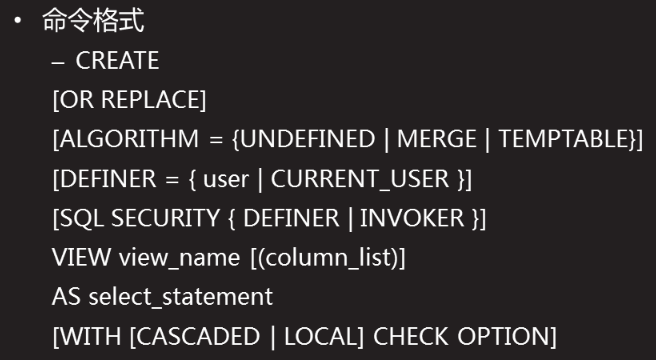 • 命令格式
– CREATE
[OR REPLACE]
[ALGORITHM = {UNDEFINED | MERGE | TEMPTABLE}]
[DEFINER = { user | CURRENT_USER }]
[SQL SECURITY { DEFINER | INVOKER }]
VIEW view_name [(column_list)]
AS select_statement
[WITH [CASCADED | LOCAL] CHECK OPTION]